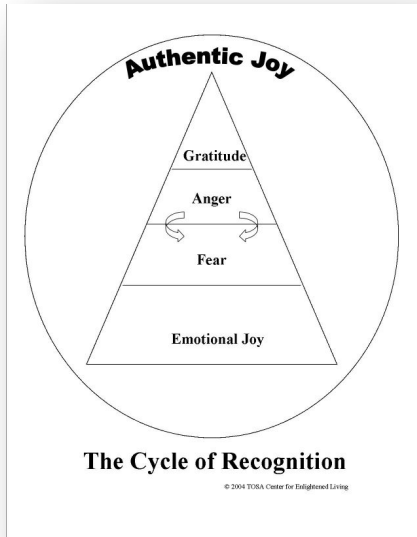 Authentic Joy
Gratitude
Anger
Fear
Emotional Joy
The Cycle of Recognition
© 2004 TOSA Center for Enlightened Living